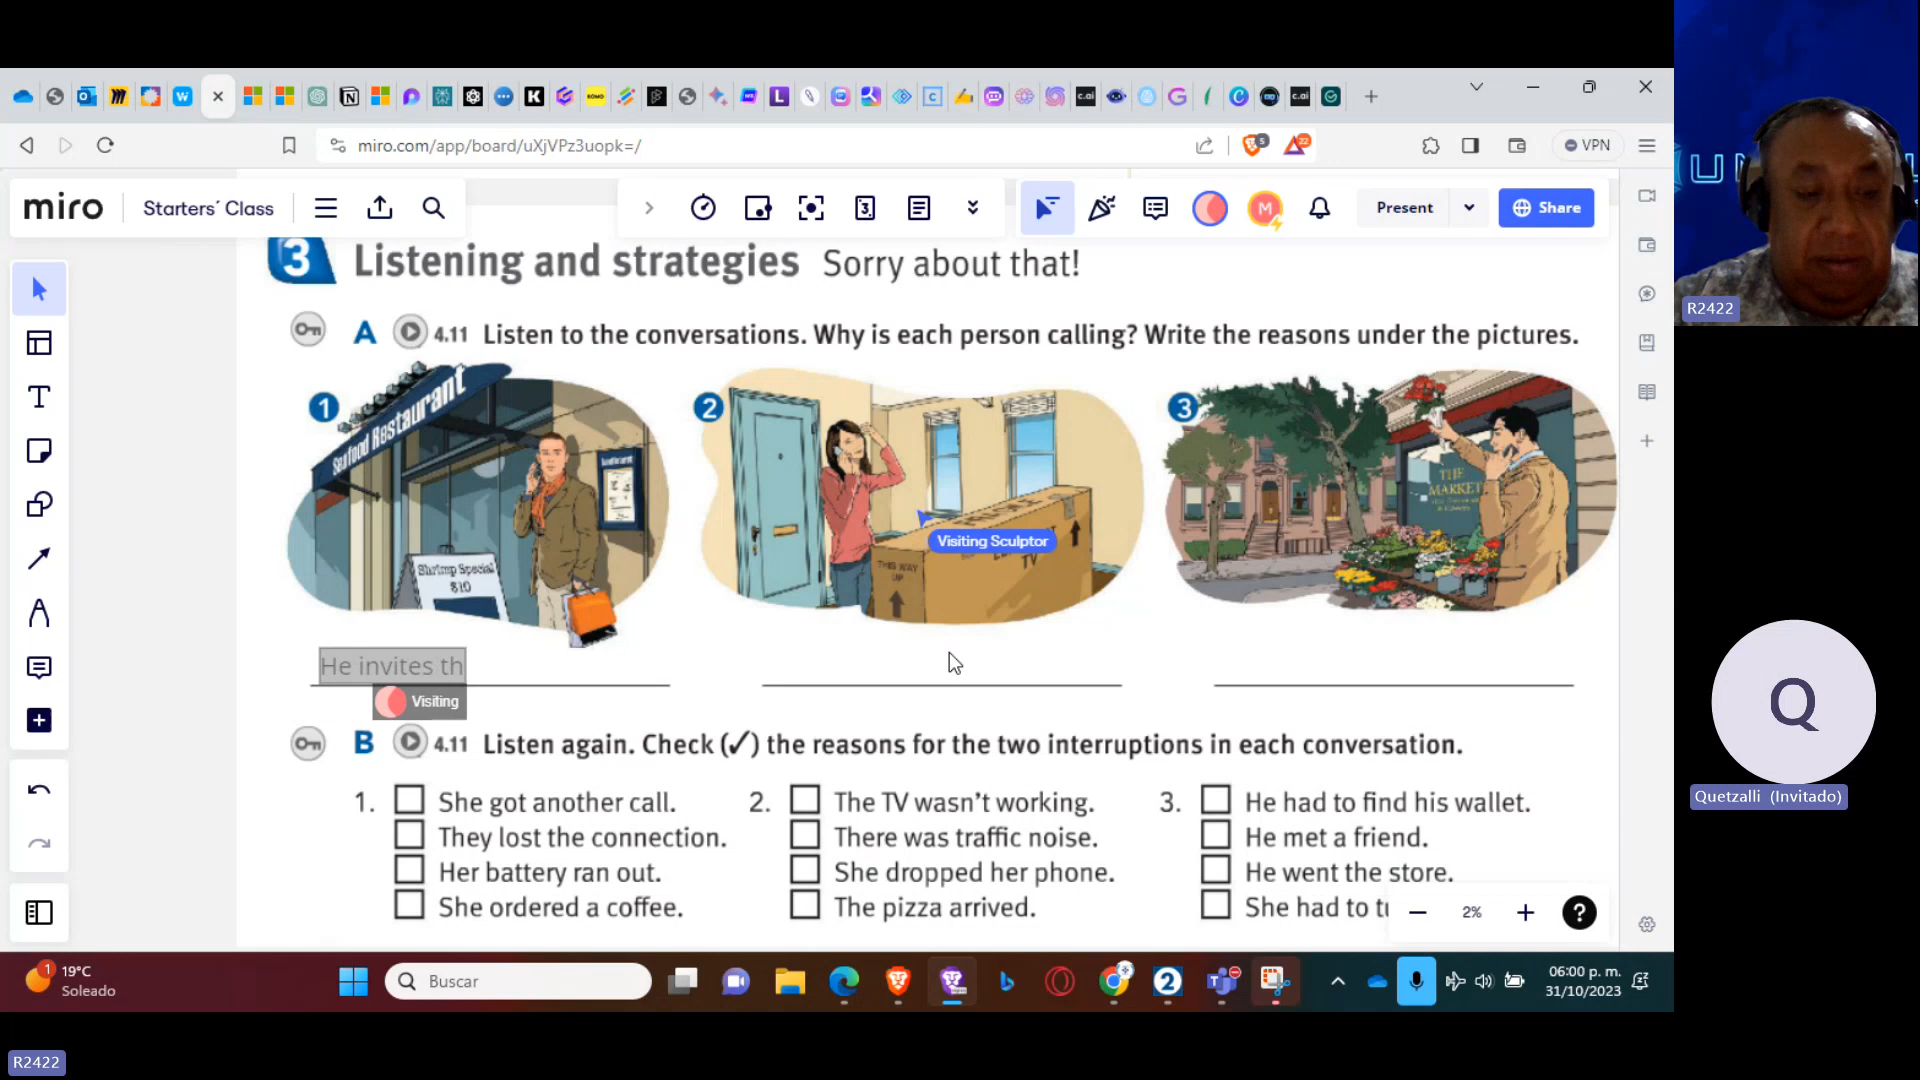 miro.com/app/board/uXjVPz3uopk=/
VPN
miro
Starters´ Class
Present
Share
3 Listening and strategies Sorry about that!
A 4.11 Listen to the conversations. Why is each person calling? Write the reasons under the pictures.
1
Seafood Restaurant
Shrimp Special
$10
2
THIS WAY
UP
TV
Visiting Sculptor
3
THE
MARKET
He invites th
Visiting
B 4.11 Listen again. Check (✓) the reasons for the two interruptions in each conversation.
1. She got another call.
They lost the connection.
Her battery ran out.
She ordered a coffee.
2. The TV wasn't working.
There was traffic noise.
She dropped her phone.
The pizza arrived.
3. He had to find his wallet.
He met a friend.
He went the store.
She had to
2%
19°C
Soleado
Buscar
06:00 p. m.
31/10/2023
R2422
Q
Quetzalli (Invitado)
R2422